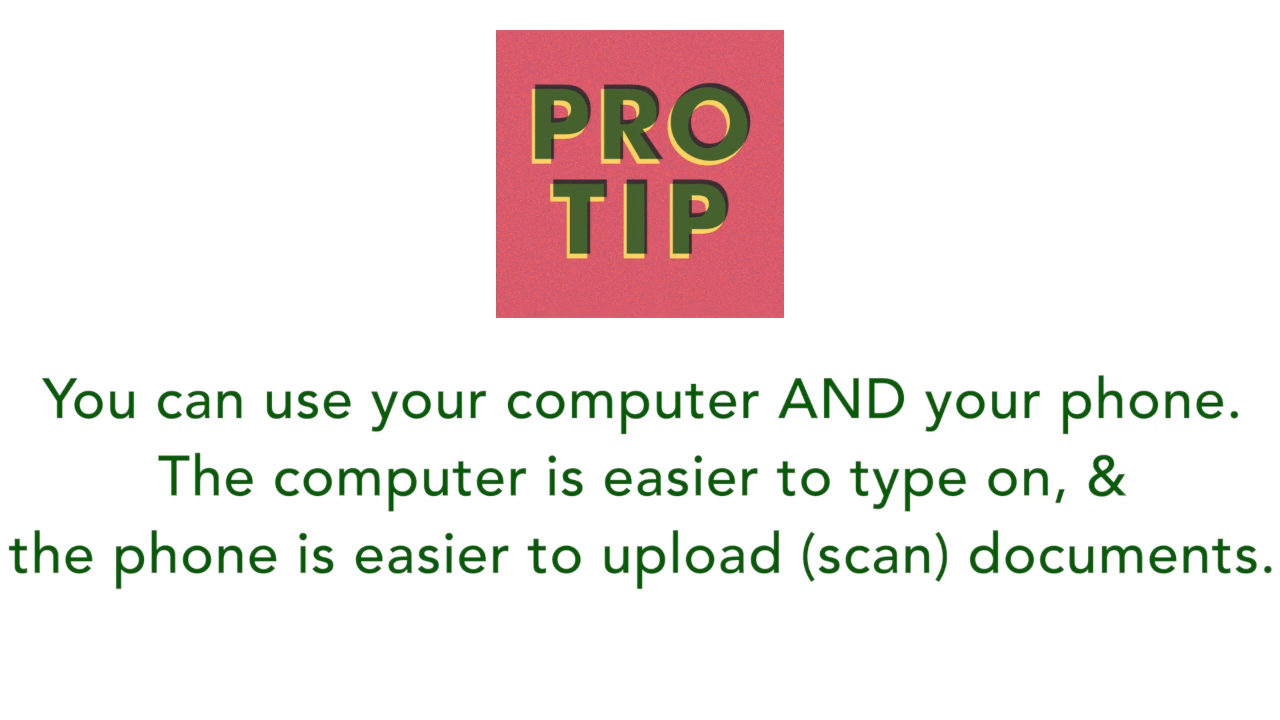 PRO
TIP
You can use your computer AND your phone.
The computer is easier to type on, &
the phone is easier to upload (scan) documents.